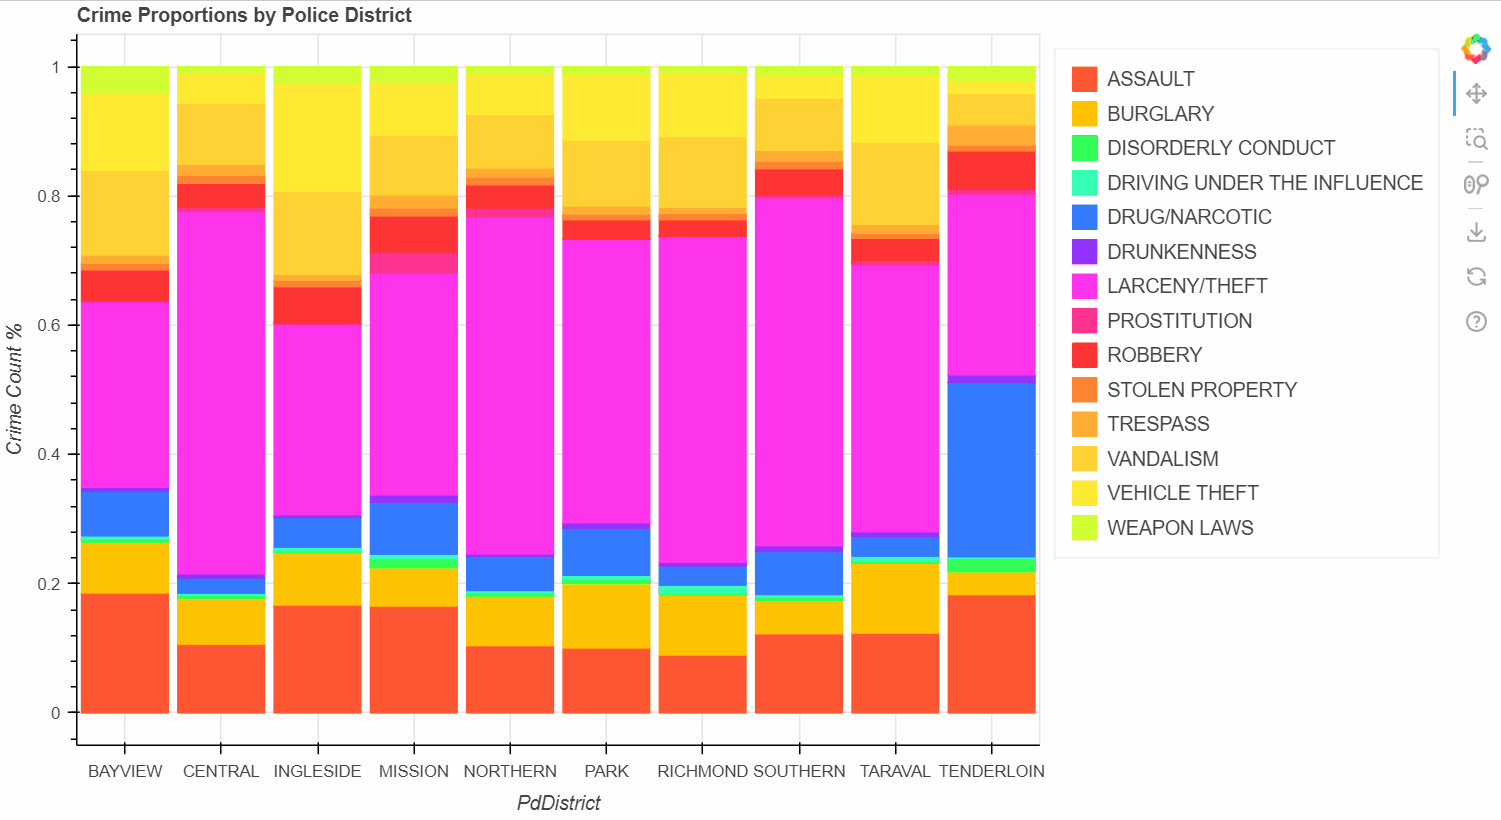 Crime Proportions by Police District
1
0.8
0.6
0.4
0.2
0
Crime Count %
BAYVIEW CENTRAL INGLESIDE MISSION NORTHERN PARK RICHMOND SOUTHERN TARAVAL TENDERLOIN
PdDistrict
ASSAULT
BURGLARY
DISORDERLY CONDUCT
DRIVING UNDER THE INFLUENCE
DRUG/NARCOTIC
DRUNKENNESS
LARCENY/THEFT
PROSTITUTION
ROBBERY
STOLEN PROPERTY
TRESPASS
VANDALISM
VEHICLE THEFT
WEAPON LAWS